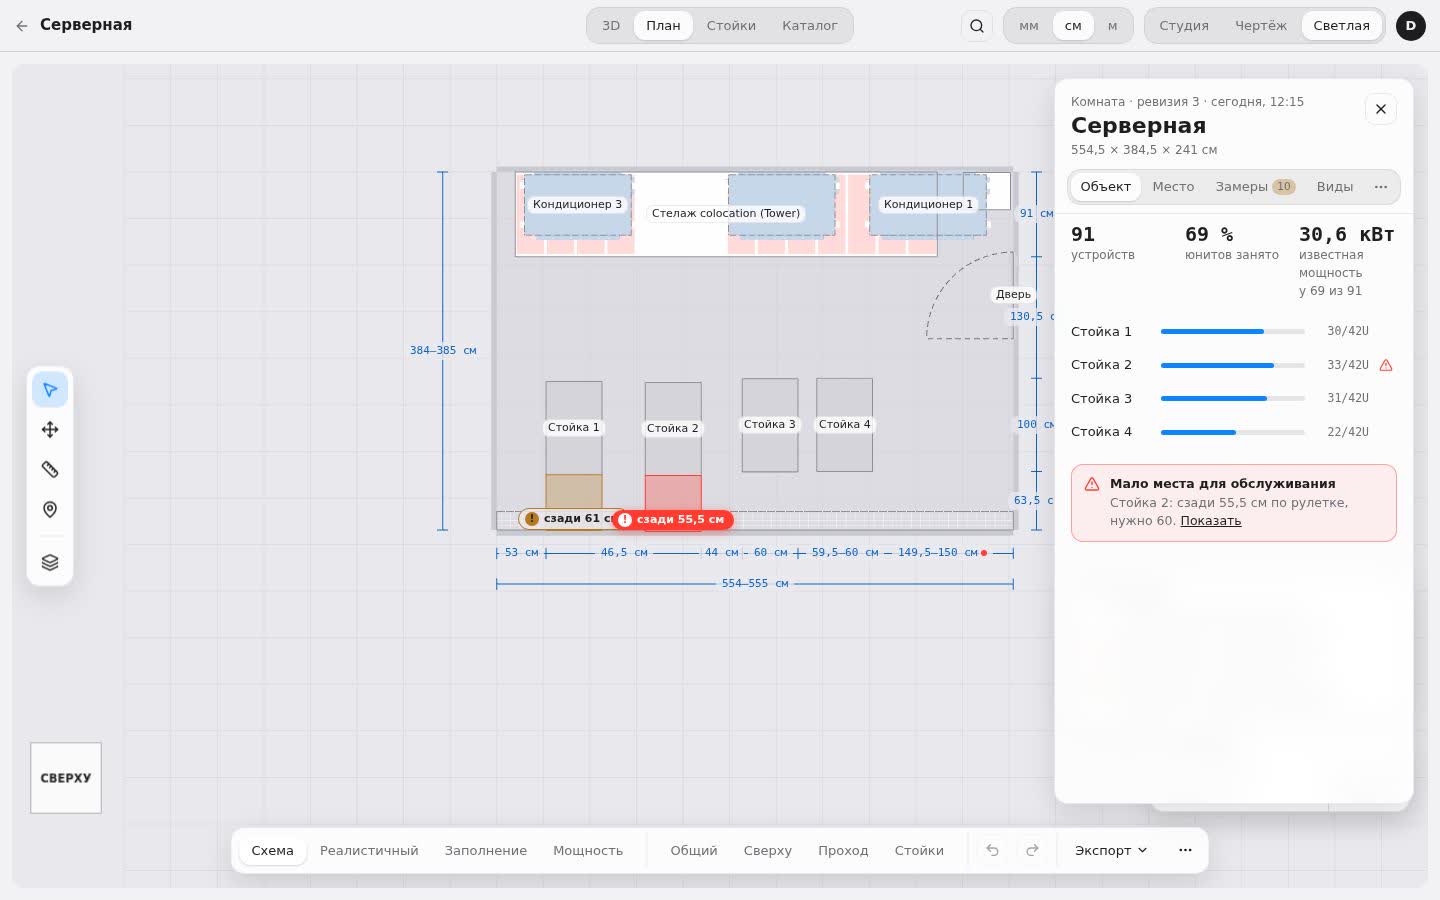 Серверная
3D План Стойки Каталог
мм см м
Студия Чертёж Светлая
D
Комната · ревизия 3 · сегодня, 12:15
Серверная
554,5 × 384,5 × 241 см
Объект Место Замеры 10 Виды ···
91
устройств
69 %
юнитов занято
30,6 кВт
известная
мощность
у 69 из 91
Стойка 1 30/42U
Стойка 2 33/42U
Стойка 3 31/42U
Стойка 4 22/42U
Мало места для обслуживания
Стойка 2: сзади 55,5 см по рулетке,
нужно 60. Показать
Кондиционер 3
Стелаж colocation (Tower)
Кондиционер 1
91 см
Дверь
130,5 с
384–385 см
Стойка 1
Стойка 2
Стойка 3
Стойка 4
100 см
63,5 с
! сзади 61 см
! сзади 55,5 см
53 см 46,5 см 44 см 60 см 59,5–60 см 149,5–150 см
554–555 см
СВЕРХУ
Схема Реалистичный Заполнение Мощность
Общий Сверху Проход Стойки
Экспорт ···